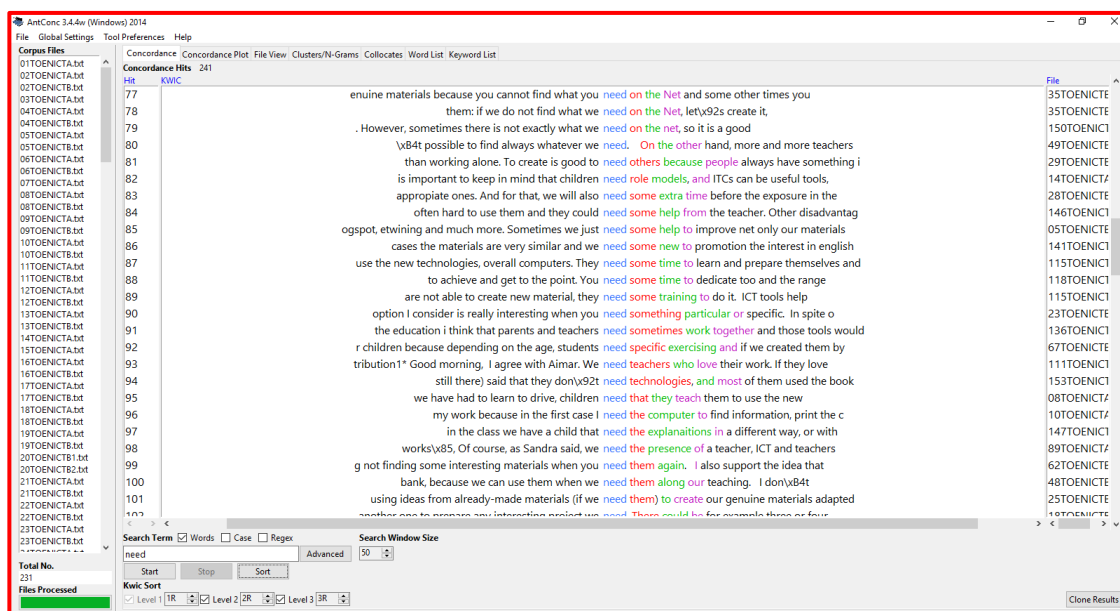 AntConc 3.4.4w (Windows) 2014
File Global Settings Tool Preferences Help
Corpus Files
01TOENICTA.txt
02TOENICTA.txt
02TOENICTB.txt
03TOENICTA.txt
04TOENICTA.txt
04TOENICTB.txt
05TOENICTA.txt
05TOENICTB.txt
06TOENICTA.txt
06TOENICTB.txt
07TOENICTA.txt
08TOENICTA.txt
08TOENICTB.txt
09TOENICTA.txt
09TOENICTB.txt
10TOENICTA.txt
10TOENICTB.txt
11TOENICTA.txt
11TOENICTB.txt
12TOENICTA.txt
12TOENICTB.txt
13TOENICTA.txt
13TOENICTB.txt
14TOENICTA.txt
15TOENICTA.txt
16TOENICTA.txt
16TOENICTB.txt
17TOENICTA.txt
17TOENICTB.txt
18TOENICTA.txt
18TOENICTB.txt
19TOENICTA.txt
19TOENICTB.txt
20TOENICTB1.txt
20TOENICTB2.txt
21TOENICTA.txt
21TOENICTB.txt
22TOENICTA.txt
22TOENICTB.txt
23TOENICTA.txt
23TOENICTB.txt
Total No.
231
Files Processed
Concordance Concordance Plot File View Clusters/N-Grams Collocates Word List Keyword List
Concordance Hits 241
Hit KWIC File
77 enuine materials because you cannot find what you need on the Net and some other times you 35TOENICTE
78 them: if we do not find what we need on the Net, let\x92s create it, 35TOENICTE
79 . However, sometimes there is not exactly what we need on the net, so it is a good 150TOENICT
80 \xB4t possible to find always whatever we need. On the other hand, more and more teachers 49TOENICTE
81 than working alone. To create is good to need others because people always have something i 29TOENICTE
82 is important to keep in mind that children need role models, and ITCs can be useful tools, 14TOENICTA
83 appropiate ones. And for that, we will also need some extra time before the exposure in the 28TOENICTE
84 often hard to use them and they could need some help from the teacher. Other disadvantag 146TOENICT
85 ogspot, etwining and much more. Sometimes we just need some help to improve net only our materials 05TOENICTE
86 cases the materials are very similar and we need some new to promotion the interest in english 141TOENICT
87 use the new technologies, overall computers. They need some time to learn and prepare themselves and 115TOENICT
88 to achieve and get to the point. You need some time to dedicate too and the range 118TOENICT
89 are not able to create new material, they need some training to do it. ICT tools help 115TOENICT
90 option I consider is really interesting when you need something particular or specific. In spite o 23TOENICTE
91 the education i think that parents and teachers need sometimes work together and those tools would 136TOENICT
92 r children because depending on the age, students need specific exercising and if we created them by 67TOENICTE
93 tribution1* Good morning, I agree with Aimar. We need teachers who love their work. If they love 111TOENICT
94 still there) said that they don\x92t need technologies, and most of them used the book 153TOENICT
95 we have had to learn to drive, children need that they teach them to use the new 08TOENICTA
96 my work because in the first case I need the computer to find information, print the c 10TOENICTA
97 in the class we have a child that need the explanaitions in a different way, or with 147TOENICT
98 works\x85, Of course, as Sandra said, we need the presence of a teacher, ICT and teachers 89TOENICTA
99 g not finding some interesting materials when you need them again. I also support the idea that 62TOENICTE
100 bank, because we can use them when we need them along our teaching. I don\xB4t 48TOENICTE
101 using ideas from already-made materials (if we need them) to create our genuine materials adapted 25TOENICTE
102 another one to prepare any interesting project we need. There could be for example three or four 18TOENICTE
Search Term Words Case Regex Search Window Size
need Advanced 50
Start Stop Sort
Kwic Sort
Level 1 1R Level 2 2R Level 3 3R Clone Results